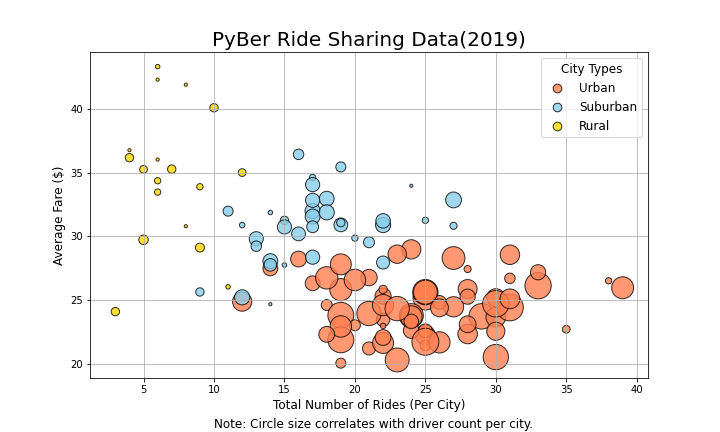 PyBer Ride Sharing Data(2019)
City Types
Urban
Suburban
Rural
Average Fare ($)
40
35
30
25
20
5 10 15 20 25 30 35 40
Total Number of Rides (Per City)
Note: Circle size correlates with driver count per city.